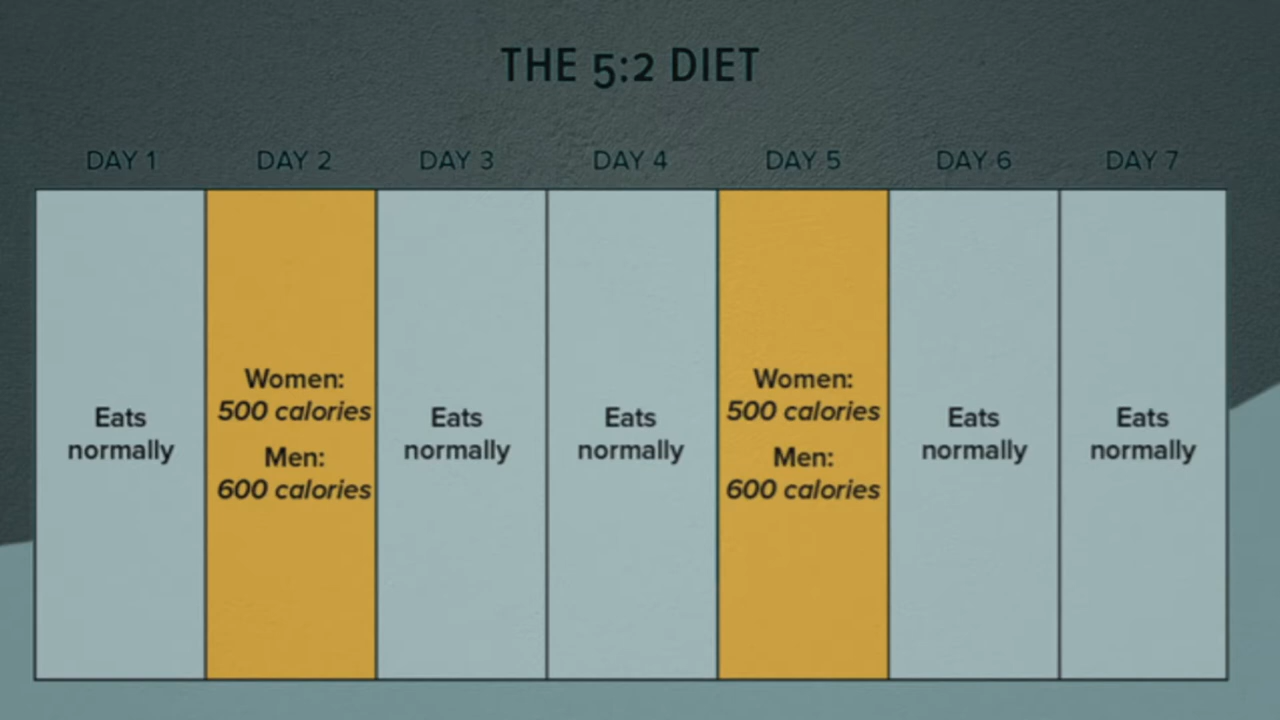 THE 5:2 DIET
DAY 1 DAY 2 DAY 3 DAY 4 DAY 5 DAY 6 DAY 7
Eats
normally
Women:
500 calories
Men:
600 calories
Eats
normally
Eats
normally
Women:
500 calories
Men:
600 calories
Eats
normally
Eats
normally